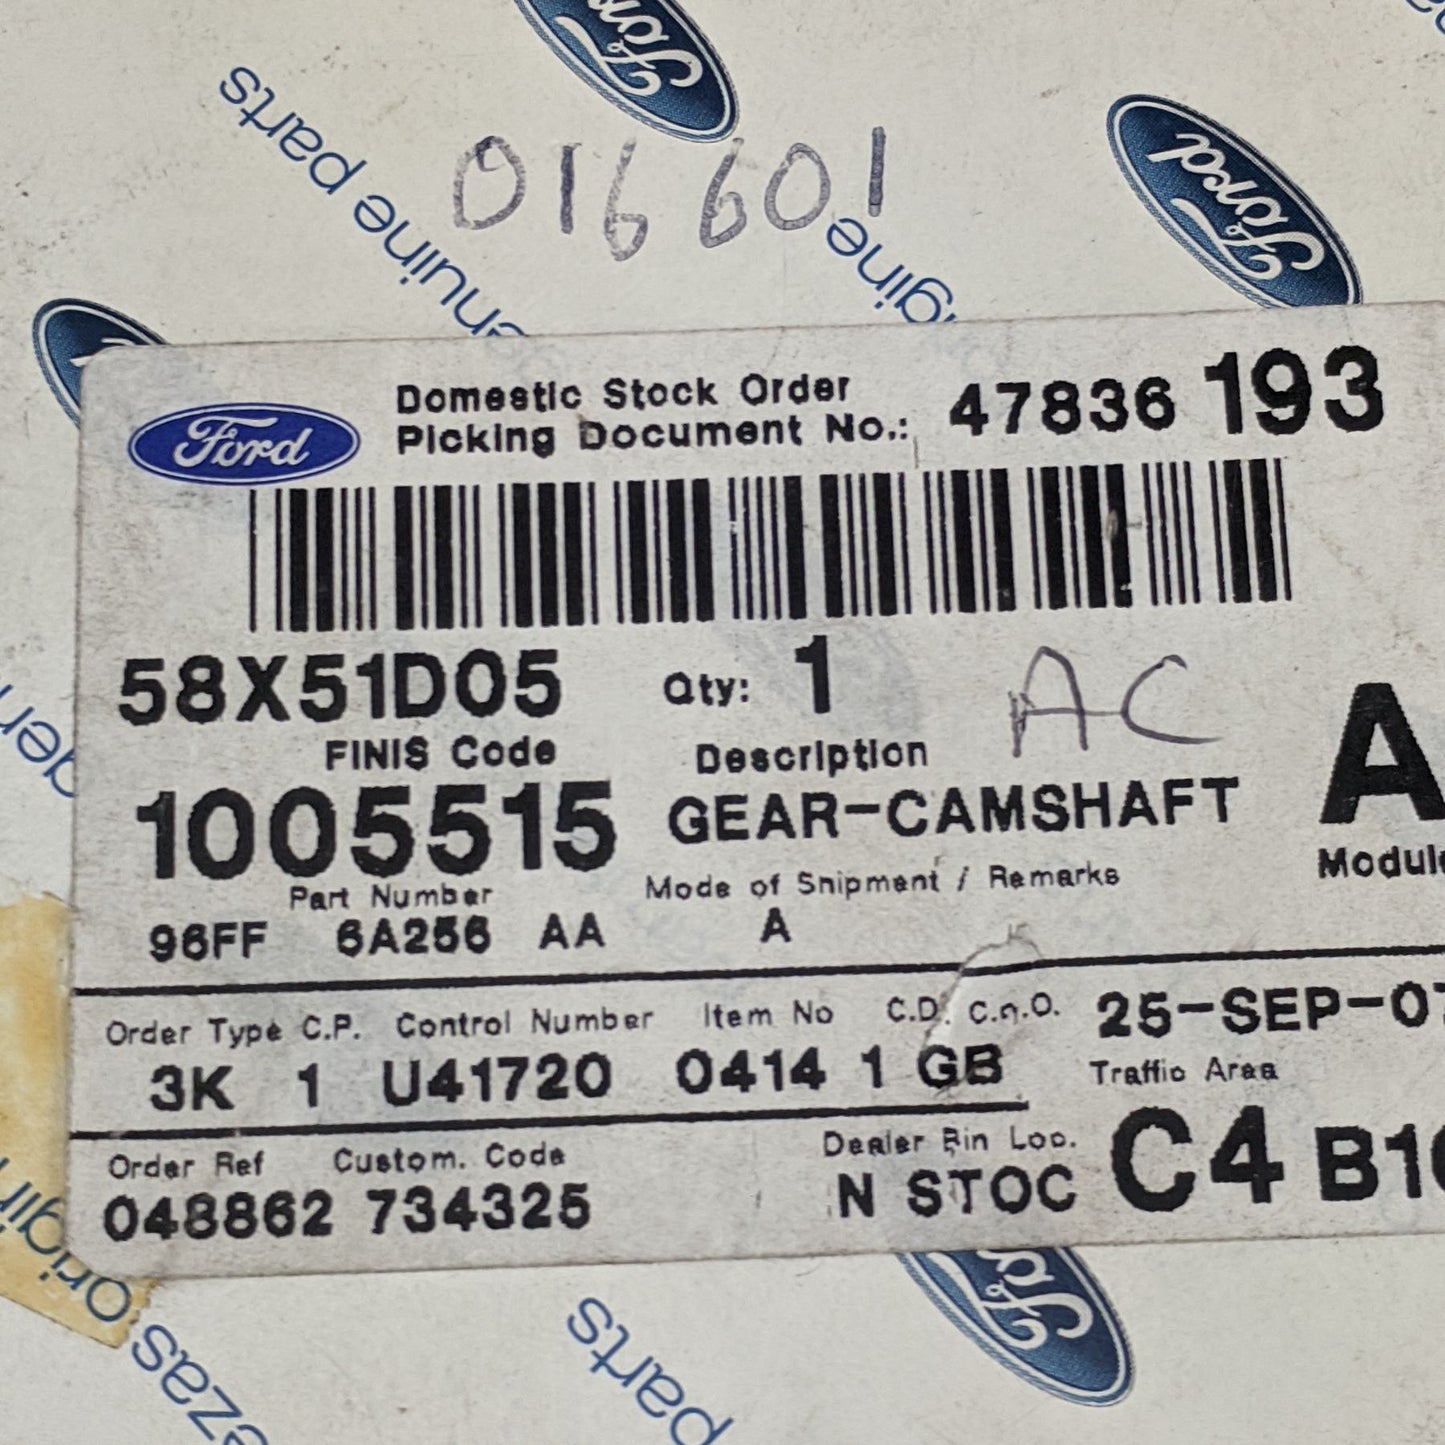 Ford
genuine parts
016601
Ford
Ford
Domestic Stock Order
Picking Document No.: 47836 193
58X51D05 Qty: 1 AC
FINIS Code Description
1005515 GEAR-CAMSHAFT A
Part Number Mode of Shipment / Remarks
96FF 6A256 AA A
Order Type C.P. Control Number Item No C.D. C.o.O. 25-SEP-07
3K 1 U41720 0414 1 GB Traffic Area
Order Ref Custom. Code Dealer Bin Loc. C4
048862 734325 N STOC
Ford
parts